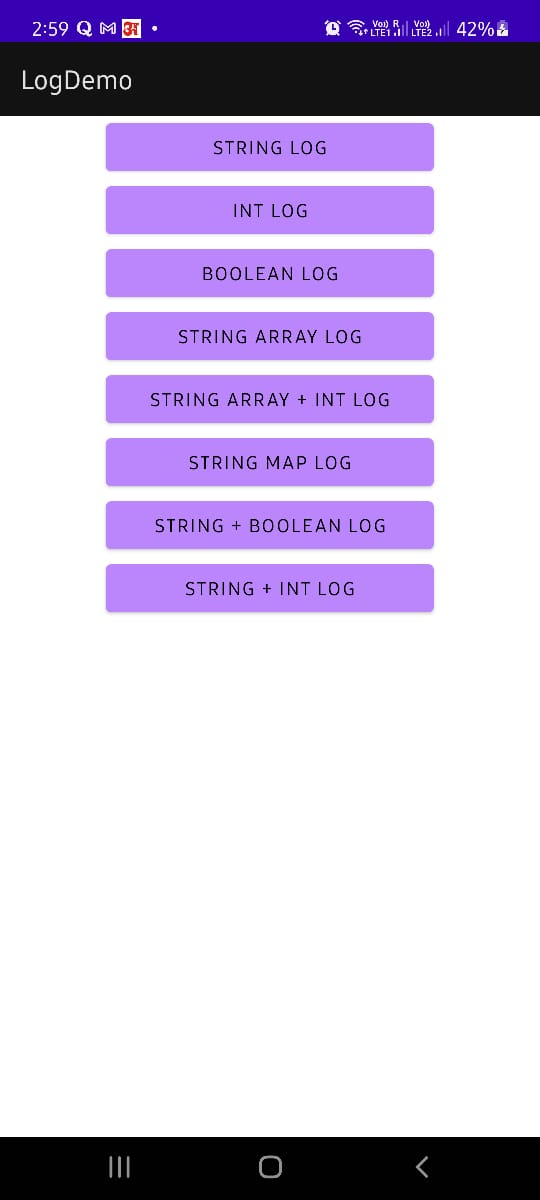 2:59 Q M अ Vo)) R LTE1 Vo)) LTE2 42%
LogDemo
STRING LOG
INT LOG
BOOLEAN LOG
STRING ARRAY LOG
STRING ARRAY + INT LOG
STRING MAP LOG
STRING + BOOLEAN LOG
STRING + INT LOG